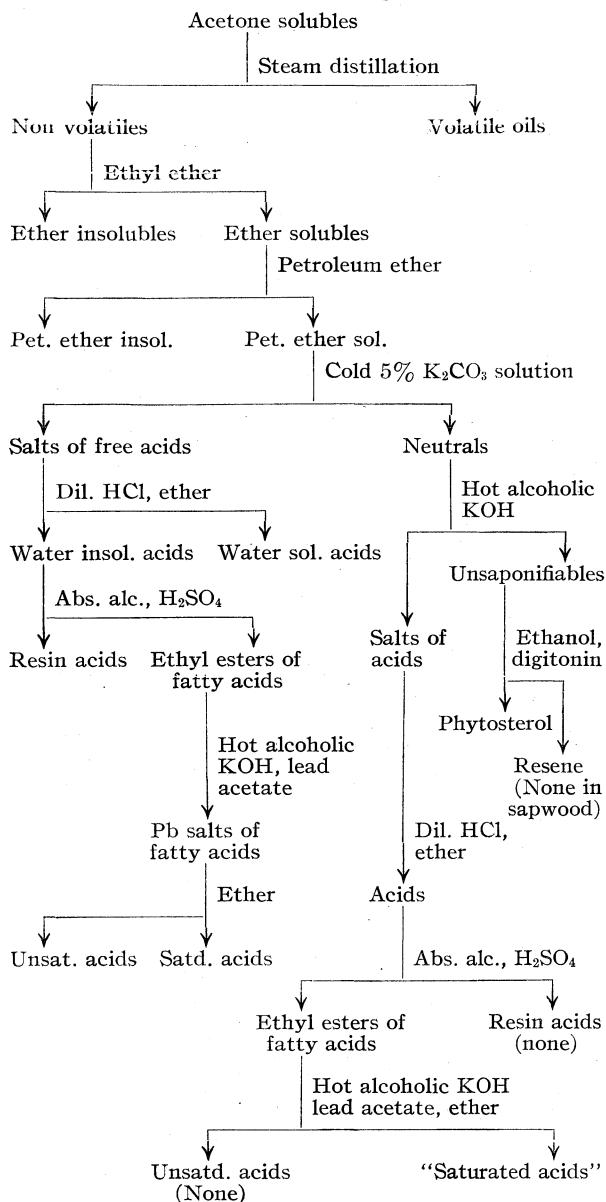 Acetone solubles
Steam distillation
Non volatiles
Volatile oils
Ethyl ether
Ether insolubles
Ether solubles
Petroleum ether
Pet. ether insol.
Pet. ether sol.
Cold 5% K₂CO₃ solution
Salts of free acids
Neutrals
Dil. HCl, ether
Hot alcoholic
KOH
Water insol. acids
Water sol. acids
Unsaponifiables
Abs. alc., H₂SO₄
Salts of
acids
Ethanol,
digitonin
Resin acids
Ethyl esters of
fatty acids
Phytosterol
Hot alcoholic
KOH, lead
acetate
Resene
(None in
sapwood)
Pb salts of
fatty acids
Dil. HCl,
ether
Ether
Acids
Unsat. acids
Satd. acids
Abs. alc., H₂SO₄
Ethyl esters of
fatty acids
Resin acids
(none)
Hot alcoholic KOH
lead acetate, ether
Unsatd. acids
(None)
"Saturated acids"